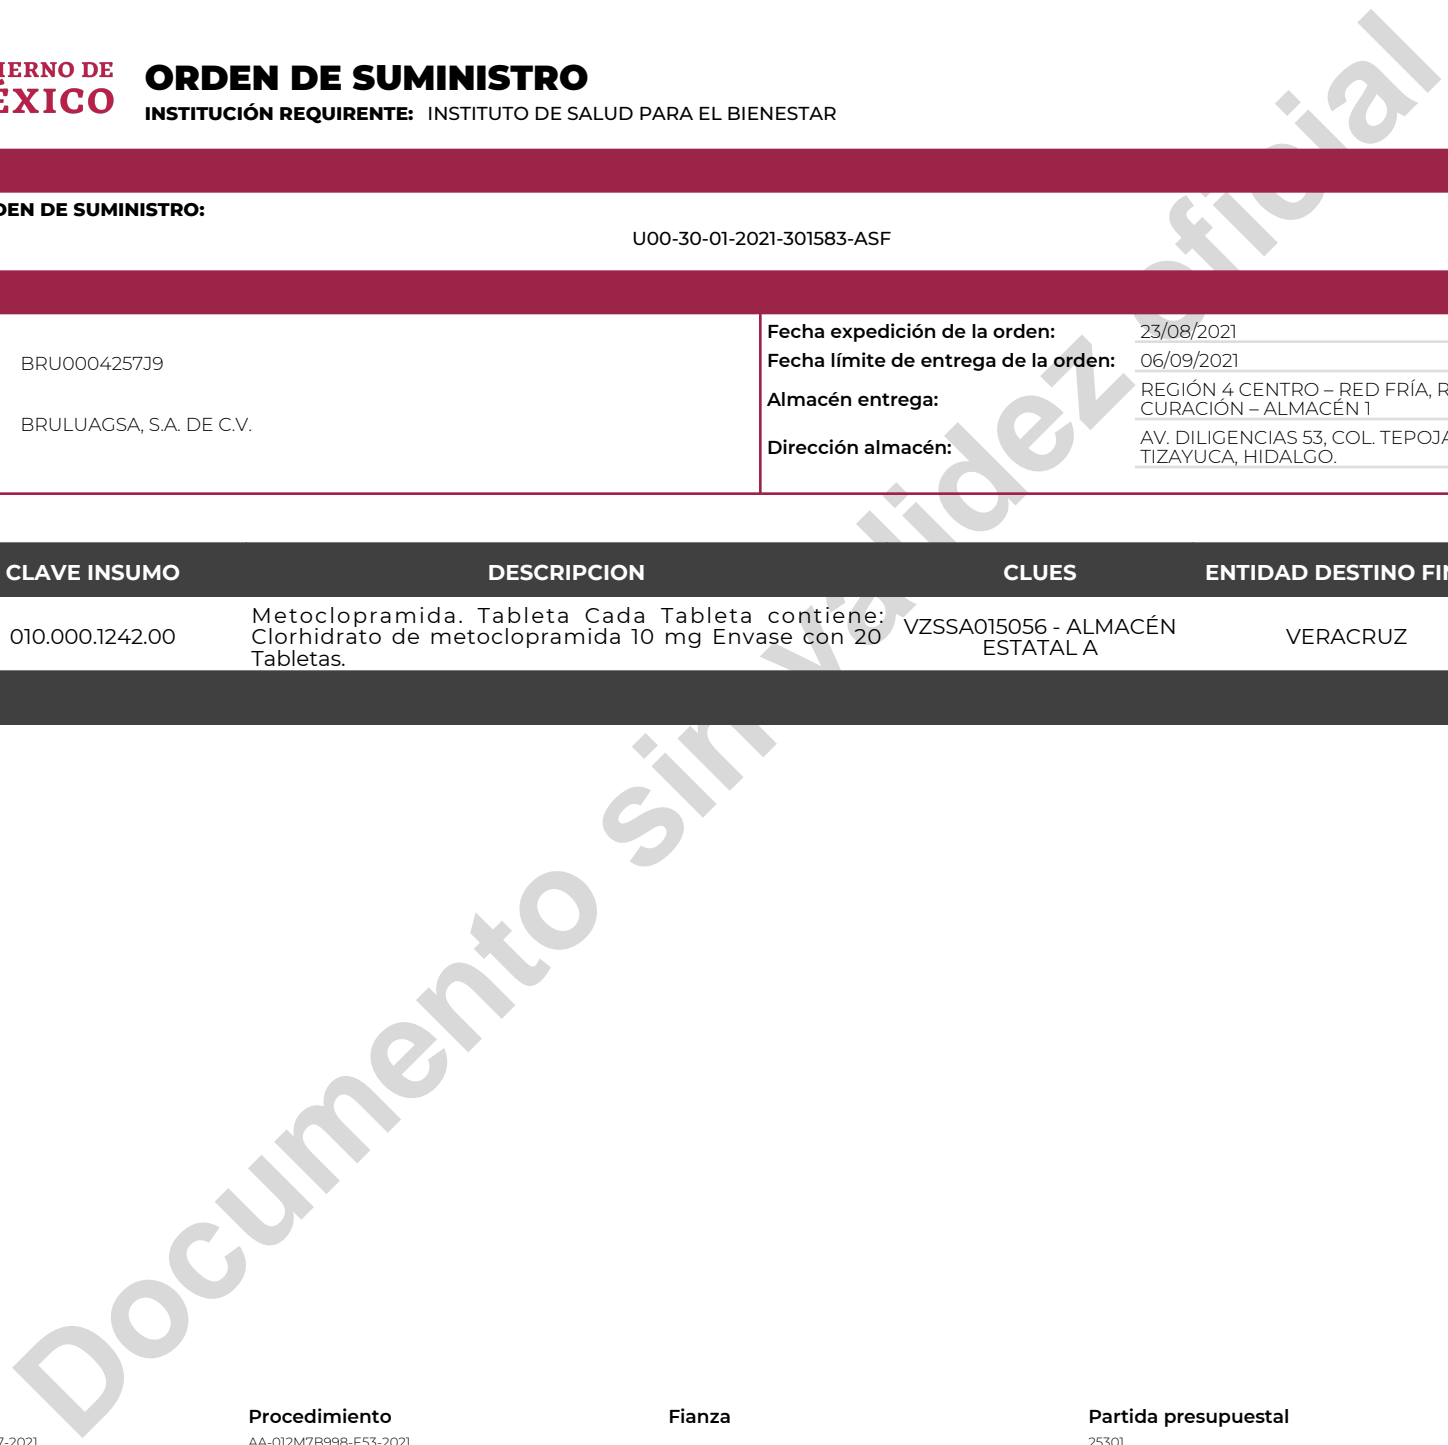 ORDEN DE SUMINISTRO
INSTITUCIÓN REQUIRENTE: INSTITUTO DE SALUD PARA EL BIENESTAR
DE
XICO
DE SUMINISTRO:
U00-30-01-2021-301583-ASF
BRU0004257J9
BRULUAGSA, S.A. DE C.V.
Fecha expedición de la orden: 23/08/2021
Fecha límite de entrega de la orden: 06/09/2021
Almacén entrega: REGIÓN 4 CENTRO – RED FRÍA,
CURACIÓN – ALMACÉN 1
Dirección almacén: AV. DILIGENCIAS 53, COL.
TIZAYUCA, HIDALGO.
CLAVE INSUMO DESCRIPCION CLUES ENTIDAD DESTINO
010.000.1242.00
Metoclopramida. Tableta Cada Tableta contiene:
Clorhidrato de metoclopramida 10 mg Envase con 20
Tabletas.
VZSSA015056 - ALMACÉN
ESTATAL A
VERACRUZ
Documento sin validez oficial
Procedimiento Fianza Partida presupuestal
-2021 AA-012M7B998-E53-2021 25301